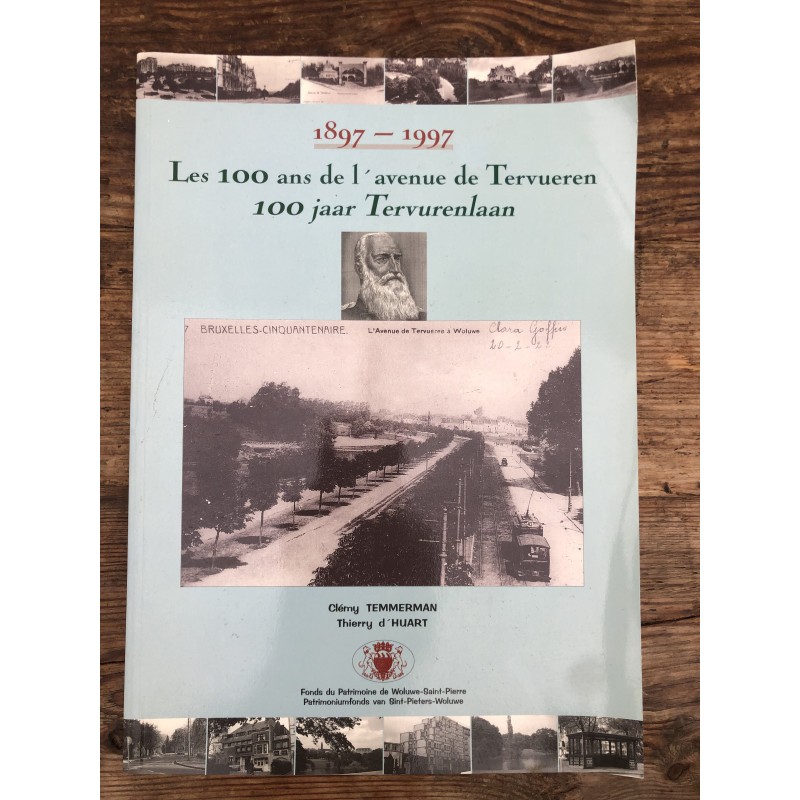 1897 – 1997
Les 100 ans de l´avenue de Tervueren
100 jaar Tervurenlaan
7 BRUXELLES-CINQUANTENAIRE. L'Avenue de Tervueren à Woluwe
Clara Goffin
20-2-23
Clémy TEMMERMAN
Thierry d´HUART
Fonds du Patrimoine de Woluwe-Saint-Pierre
Patrimoniumfonds van Sint-Pieters-Woluwe